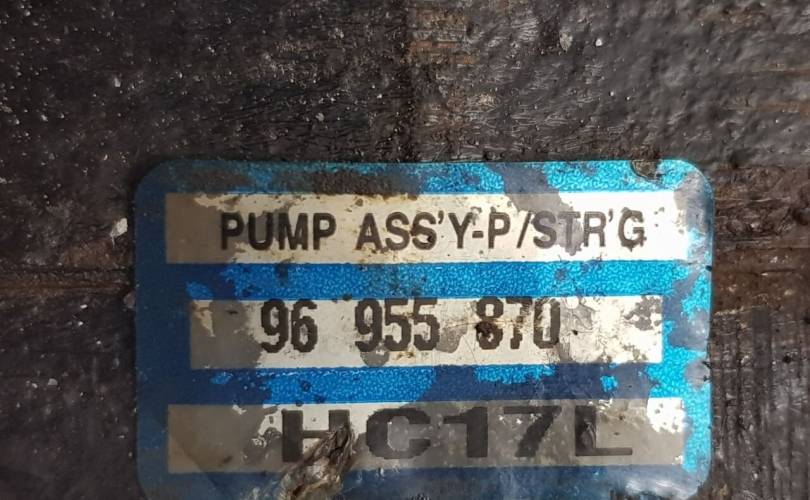 PUMP ASS'Y-P/STR'G
96 955 870
HC17L